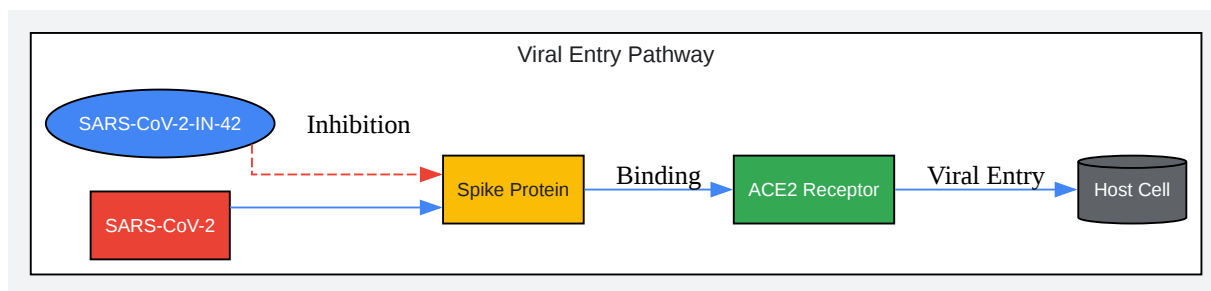 Viral Entry Pathway
SARS-CoV-2-IN-42
Inhibition
SARS-CoV-2
Spike Protein
Binding
ACE2 Receptor
Viral Entry
Host Cell